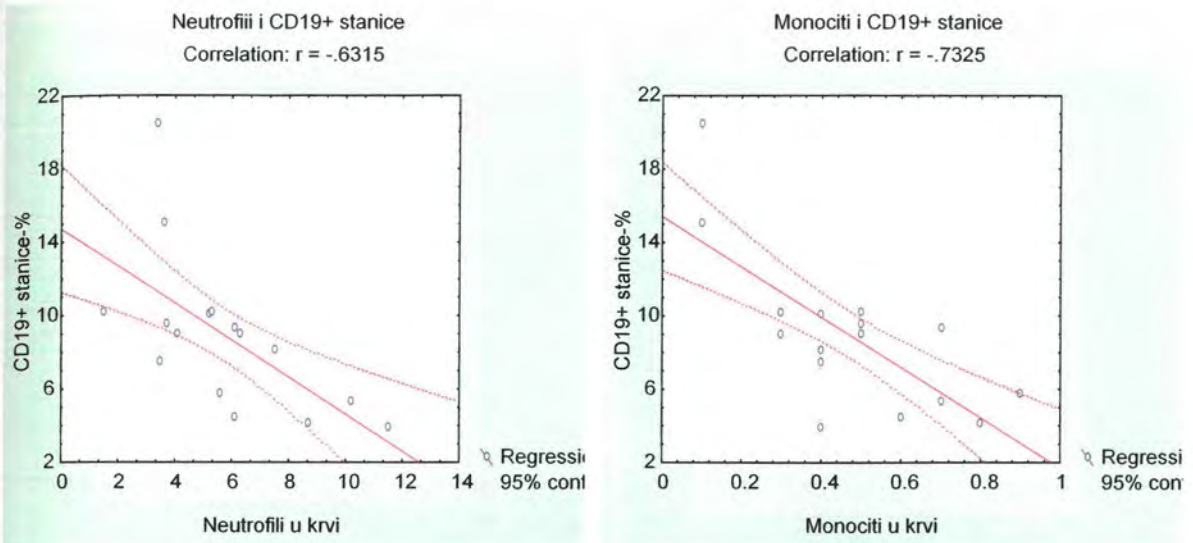 Neutrofiii i CD19+ stanice
Correlation: r = -.6315
22
18
14
10
6
2
CD19+ stanice-%
0 2 4 6 8 10 12 14
Neutrofili u krvi
Regressi
95% conf
Monociti i CD19+ stanice
Correlation: r = -.7325
22
18
14
10
6
2
CD19+ stanice-%
0 0.2 0.4 0.6 0.8 1
Monociti u krvi
Regressi
95% con